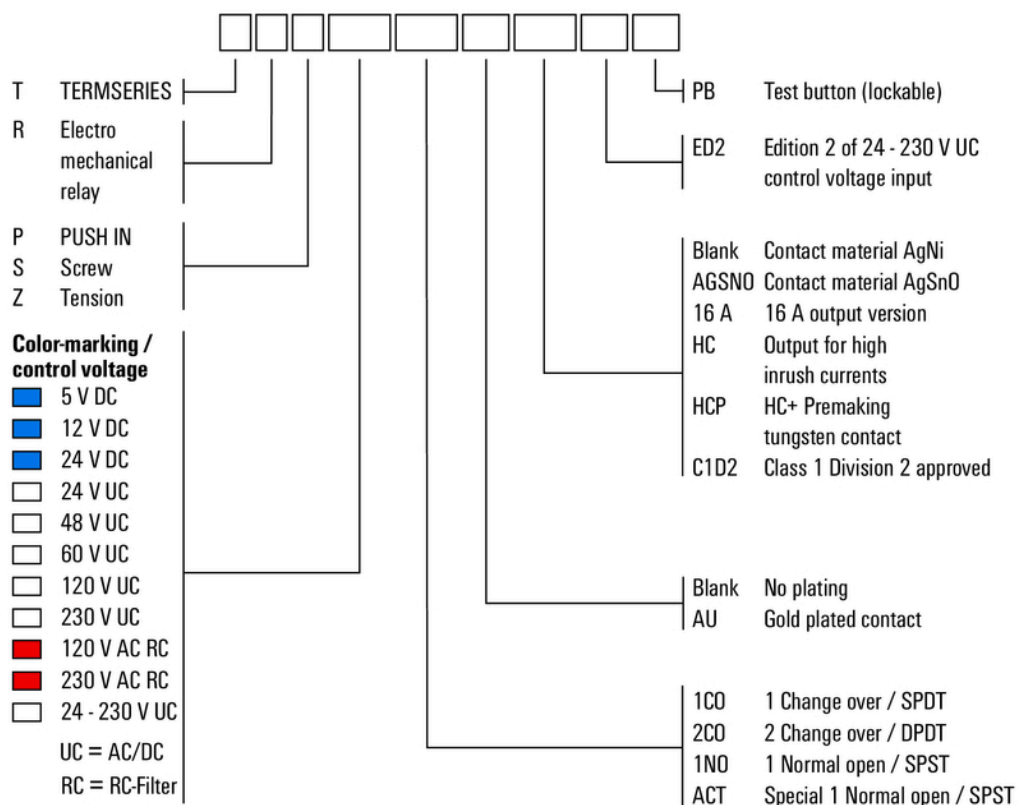 T TERMSERIES
R Electro
mechanical
relay
P PUSH IN
S Screw
Z Tension
Color-marking /
control voltage
5 V DC
12 V DC
24 V DC
24 V UC
48 V UC
60 V UC
120 V UC
230 V UC
120 V AC RC
230 V AC RC
24 - 230 V UC
UC = AC/DC
RC = RC-Filter
PB Test button (lockable)
ED2 Edition 2 of 24 - 230 V UC
control voltage input
Blank Contact material AgNi
AGSNO Contact material AgSnO
16 A 16 A output version
HC Output for high
inrush currents
HCP HC+ Premaking
tungsten contact
C1D2 Class 1 Division 2 approved
Blank No plating
AU Gold plated contact
1CO 1 Change over / SPDT
2CO 2 Change over / DPDT
1NO 1 Normal open / SPST
ACT Special 1 Normal open / SPST